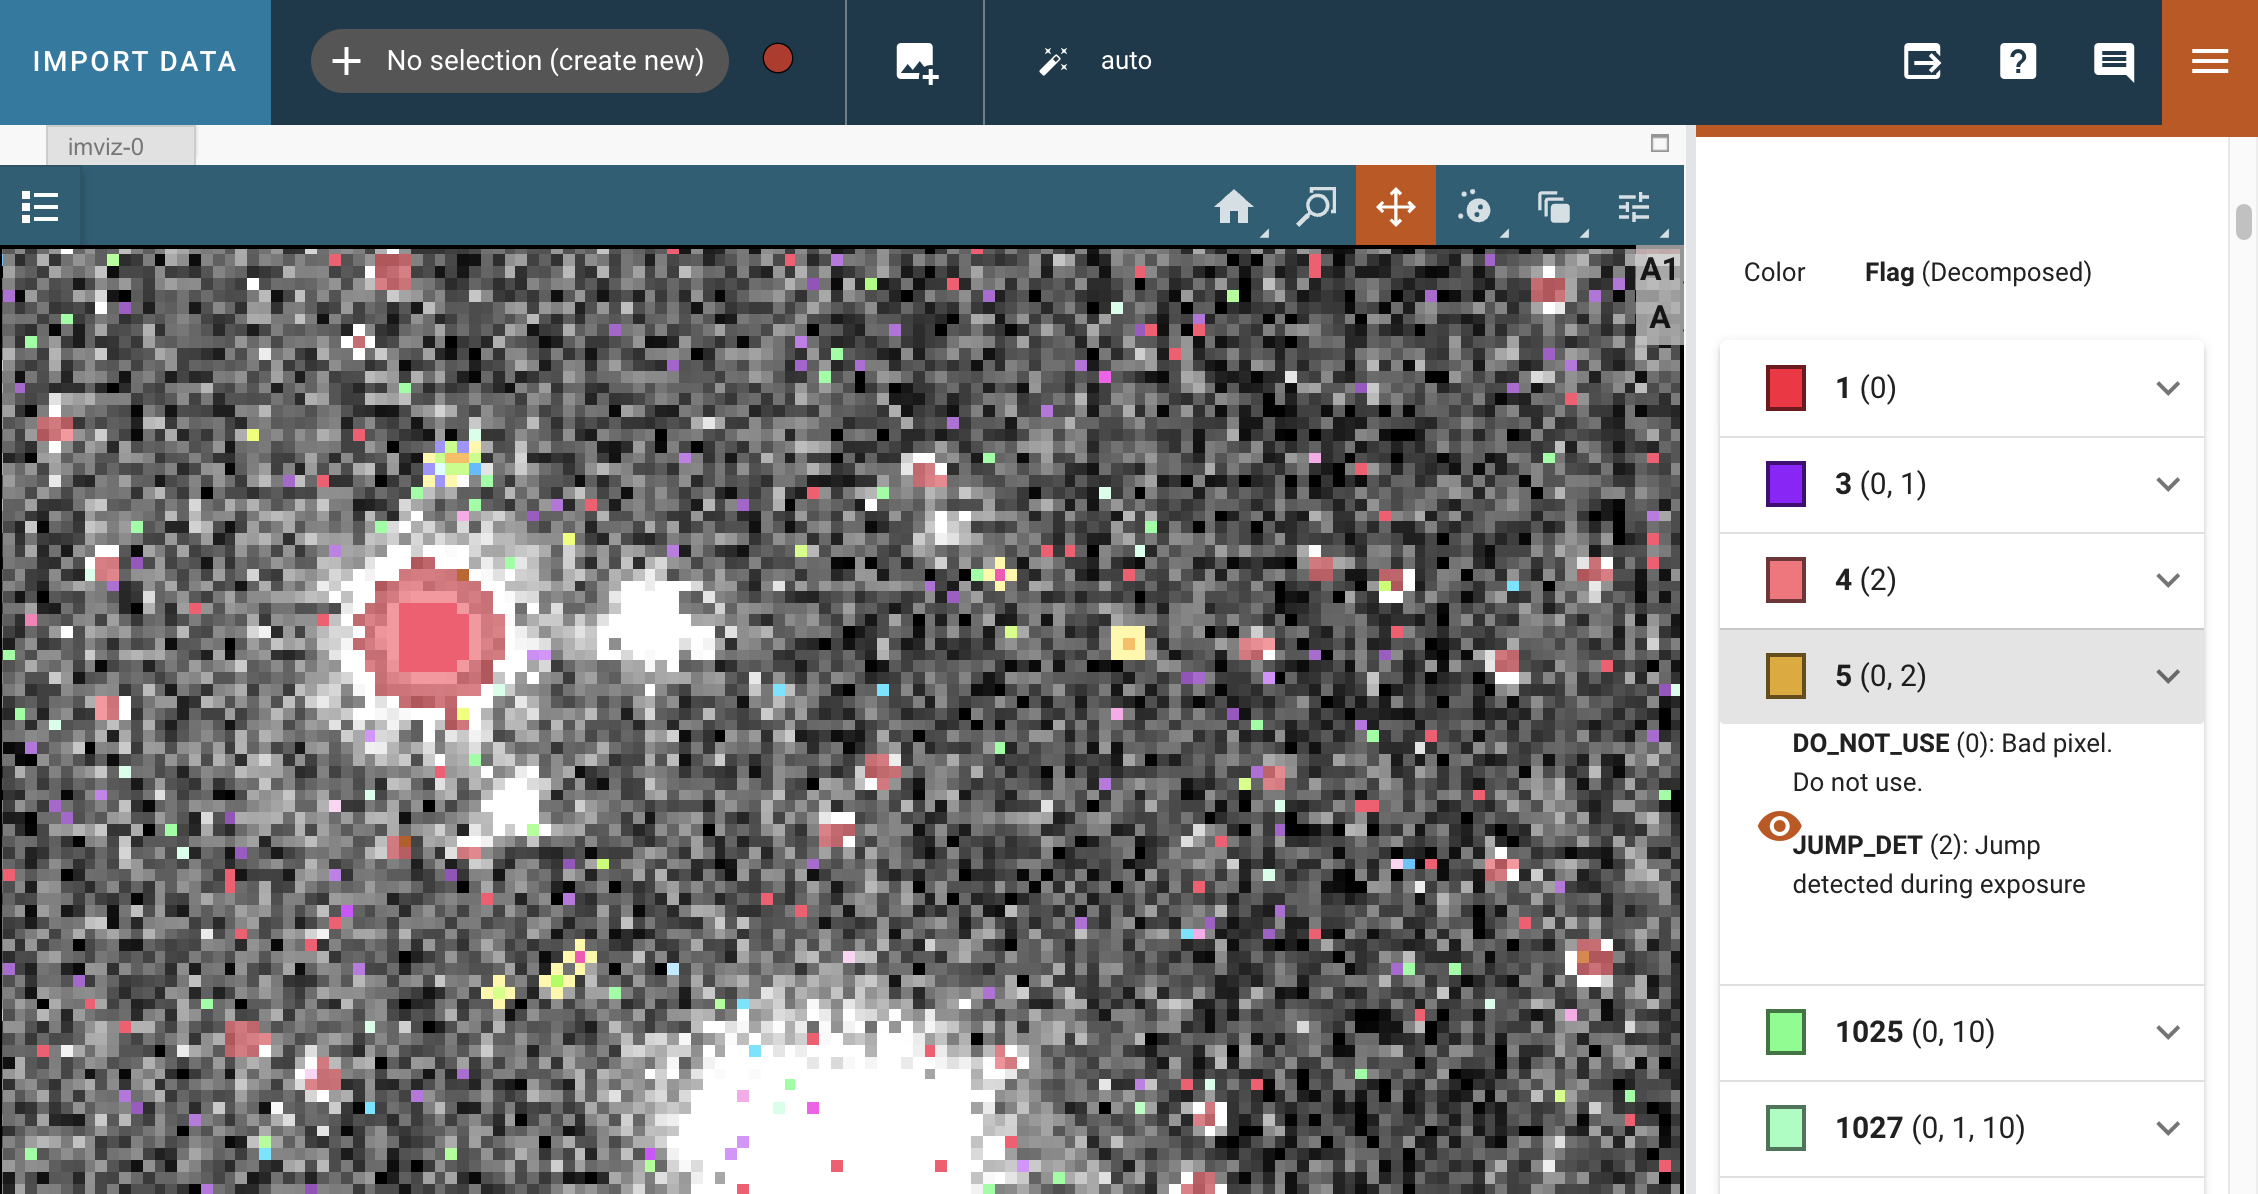 IMPORT DATA
No selection (create new)
auto
imviz-0
A1
A
Color Flag (Decomposed)
1 (0)
3 (0, 1)
4 (2)
5 (0, 2)
DO_NOT_USE (0): Bad pixel.
Do not use.
JUMP_DET (2): Jump
detected during exposure
1025 (0, 10)
1027 (0, 1, 10)